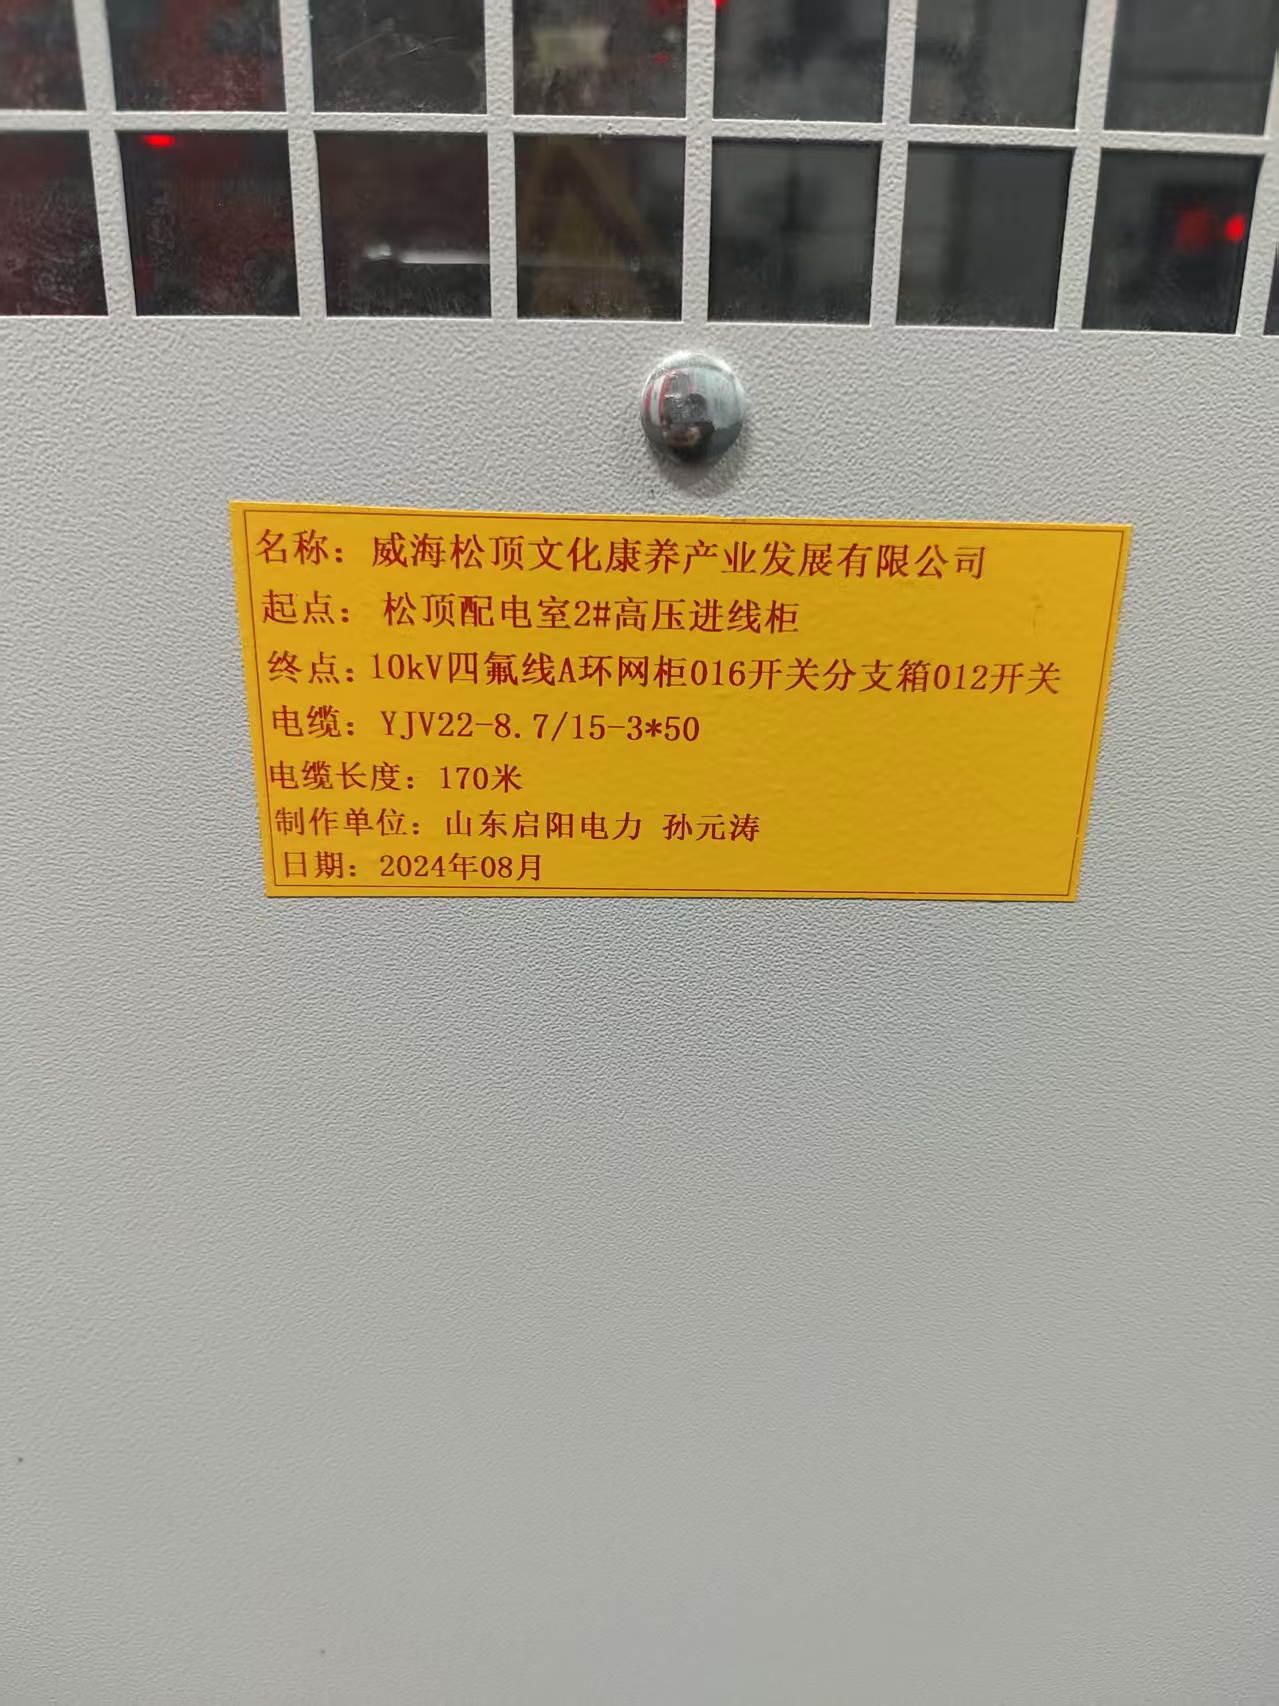 名称：威海松顶文化康养产业发展有限公司
起点：松顶配电室2#高压进线柜
终点：10kV四氟线A环网柜016开关分支箱012开关
电缆：YJV22-8.7/15-3*50
电缆长度：170米
制作单位：山东启阳电力 孙元涛
日期：2024年08月